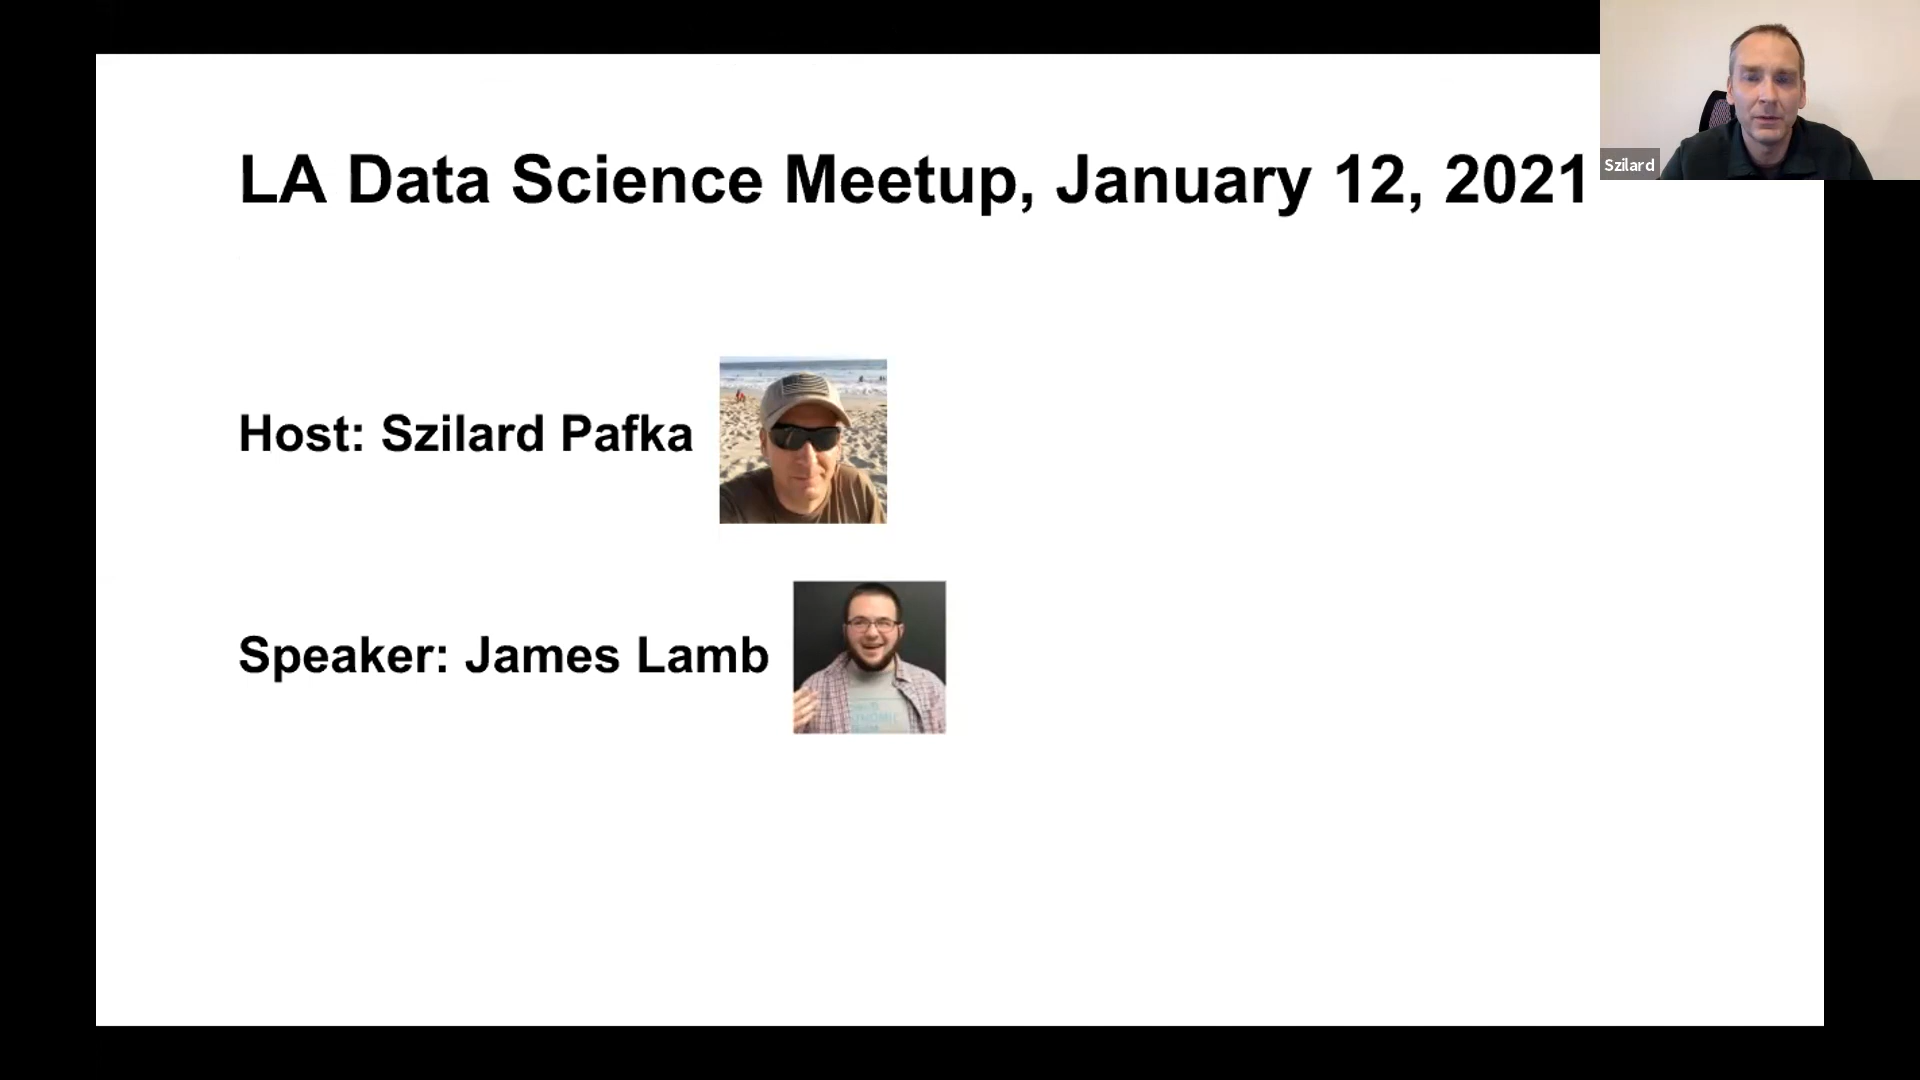 LA Data Science Meetup, January 12, 2021
Szilard
Host: Szilard Pafka
Speaker: James Lamb